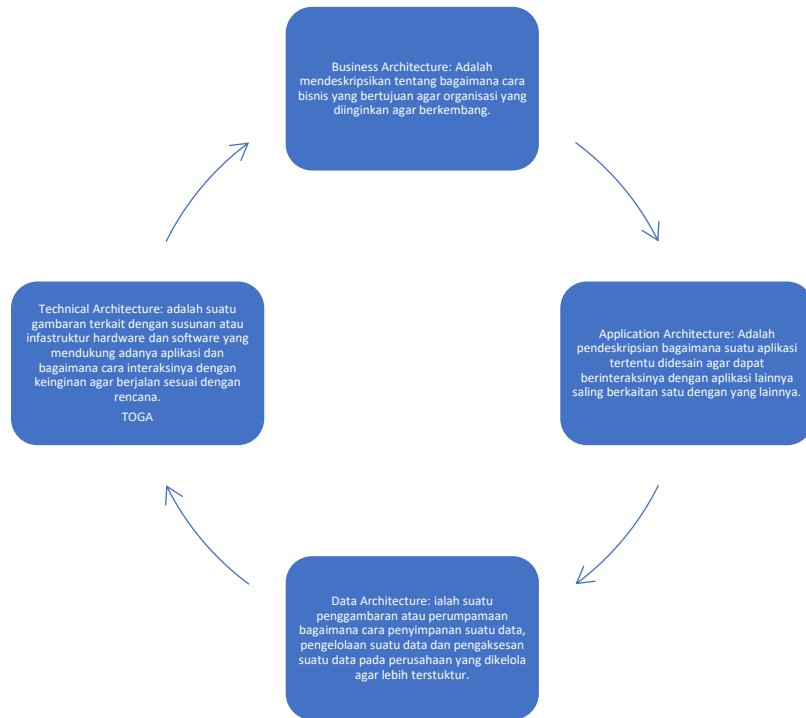 Business Architecture: Adalah
mendeskripsikan tentang bagaimana cara
bisnis yang bertujuan agar organisasi yang
diinginkan agar berkembang.
Application Architecture: Adalah
pendeskripsian bagaimana suatu aplikasi
tertentu didesain agar dapat
berinteraksinya dengan aplikasi lainnya
saling berkaitan satu dengan yang lainnya.
Data Architecture: ialah suatu
penggambaran atau perumpamaan
bagaimana cara penyimpanan suatu data,
pengelolaan suatu data dan pengaksesan
suatu data pada perusahaan yang dikelola
agar lebih terstuktur.
Technical Architecture: adalah suatu
gambaran terkait dengan susunan atau
infastruktur hardware dan software yang
mendukung adanya aplikasi dan
bagaimana cara interaksinya dengan
keinginan agar berjalan sesuai dengan
rencana.
TOGA